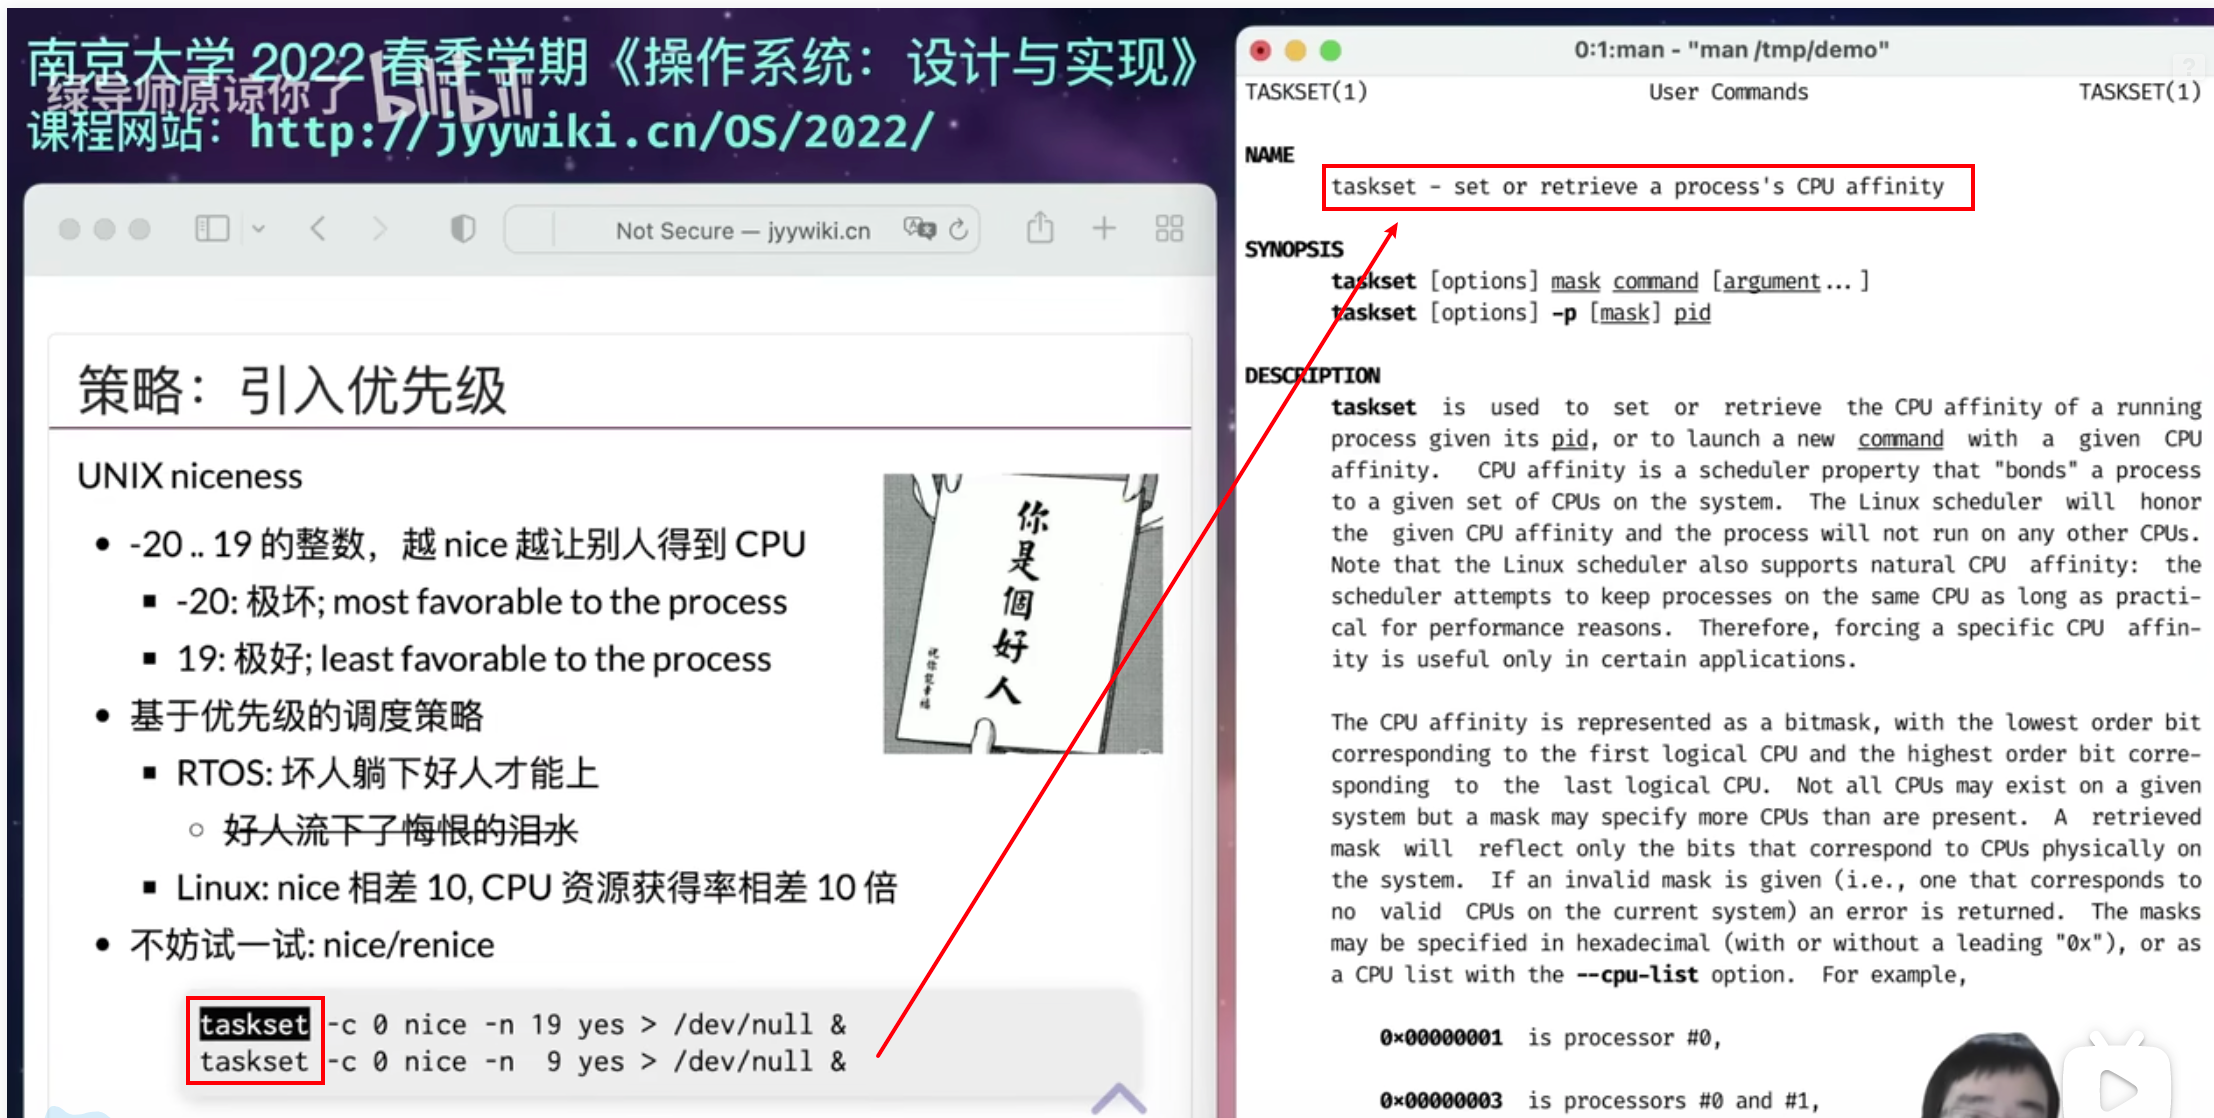 南京大学 2022 春季学期《操作系统：设计与实现》
绿导师原谅你了 bilibili
课程网站：http://jyywiki.cn/OS/2022/
Not Secure — jyywiki.cn
策略：引入优先级
UNIX niceness
-20 .. 19 的整数，越 nice 越让别人得到 CPU
-20: 极坏; most favorable to the process
19: 极好; least favorable to the process
基于优先级的调度策略
RTOS: 坏人躺下好人才能上
好人流下了悔恨的泪水
Linux: nice 相差 10, CPU 资源获得率相差 10 倍
不妨试一试: nice/renice
taskset -c 0 nice -n 19 yes > /dev/null &
taskset -c 0 nice -n  9 yes > /dev/null &
你是個好人
祝你能幸福
0:1:man - "man /tmp/demo"
TASKSET(1) User Commands TASKSET(1)
NAME
taskset - set or retrieve a process's CPU affinity
SYNOPSIS
taskset [options] mask command [argument...]
taskset [options] -p [mask] pid
DESCRIPTION
taskset is used to set or retrieve the CPU affinity of a running
process given its pid, or to launch a new command with a given CPU
affinity. CPU affinity is a scheduler property that "bonds" a process
to a given set of CPUs on the system. The Linux scheduler will honor
the given CPU affinity and the process will not run on any other CPUs.
Note that the Linux scheduler also supports natural CPU affinity: the
scheduler attempts to keep processes on the same CPU as long as practi-
cal for performance reasons. Therefore, forcing a specific CPU affin-
ity is useful only in certain applications.
The CPU affinity is represented as a bitmask, with the lowest order bit
corresponding to the first logical CPU and the highest order bit corre-
sponding to the last logical CPU. Not all CPUs may exist on a given
system but a mask may specify more CPUs than are present. A retrieved
mask will reflect only the bits that correspond to CPUs physically on
the system. If an invalid mask is given (i.e., one that corresponds to
no valid CPUs on the current system) an error is returned. The masks
may be specified in hexadecimal (with or without a leading "0x"), or as
a CPU list with the --cpu-list option. For example,
0x00000001 is processor #0,
0x00000003 is processors #0 and #1,